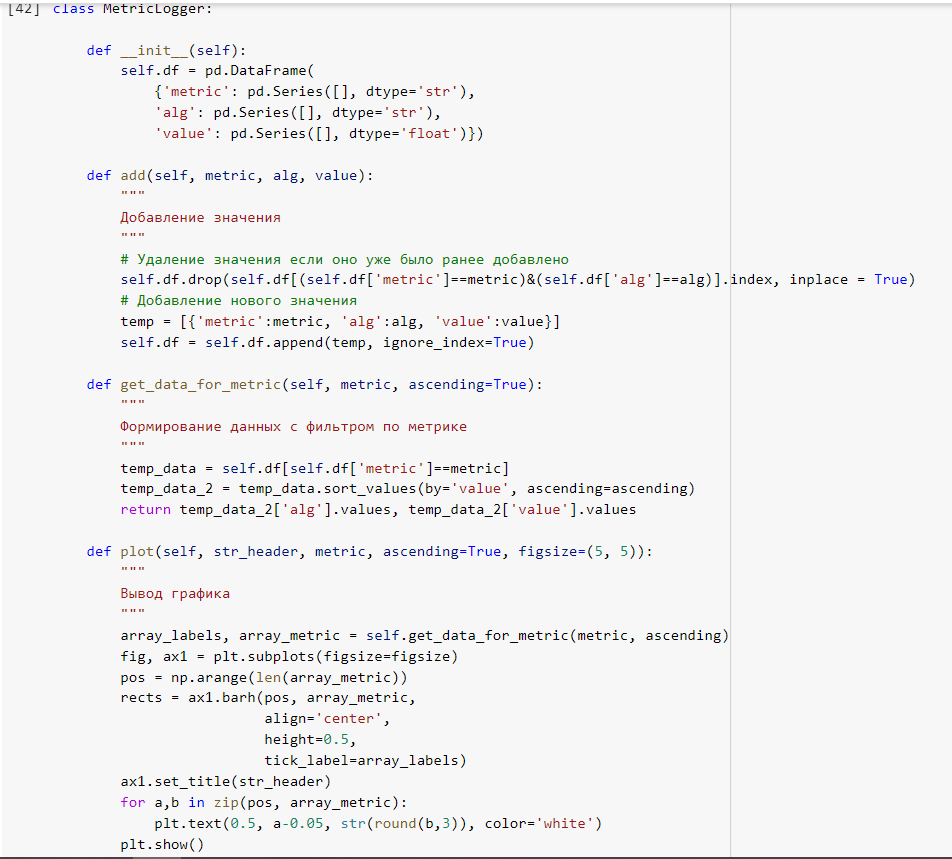 [42] class MetricLogger:
def __init__(self):
self.df = pd.DataFrame(
{'metric': pd.Series([], dtype='str'),
'alg': pd.Series([], dtype='str'),
'value': pd.Series([], dtype='float')})
def add(self, metric, alg, value):
"""
Добавление значения
"""
# Удаление значения если оно уже было ранее добавлено
self.df.drop(self.df[(self.df['metric']==metric)&(self.df['alg']==alg)].index, inplace = True)
# Добавление нового значения
temp = [{'metric':metric, 'alg':alg, 'value':value}]
self.df = self.df.append(temp, ignore_index=True)
def get_data_for_metric(self, metric, ascending=True):
"""
Формирование данных с фильтром по метрике
"""
temp_data = self.df[self.df['metric']==metric]
temp_data_2 = temp_data.sort_values(by='value', ascending=ascending)
return temp_data_2['alg'].values, temp_data_2['value'].values
def plot(self, str_header, metric, ascending=True, figsize=(5, 5)):
"""
Вывод графика
"""
array_labels, array_metric = self.get_data_for_metric(metric, ascending)
fig, ax1 = plt.subplots(figsize=figsize)
pos = np.arange(len(array_metric))
rects = ax1.barh(pos, array_metric,
align='center',
height=0.5,
tick_label=array_labels)
ax1.set_title(str_header)
for a,b in zip(pos, array_metric):
plt.text(0.5, a-0.05, str(round(b,3)), color='white')
plt.show()